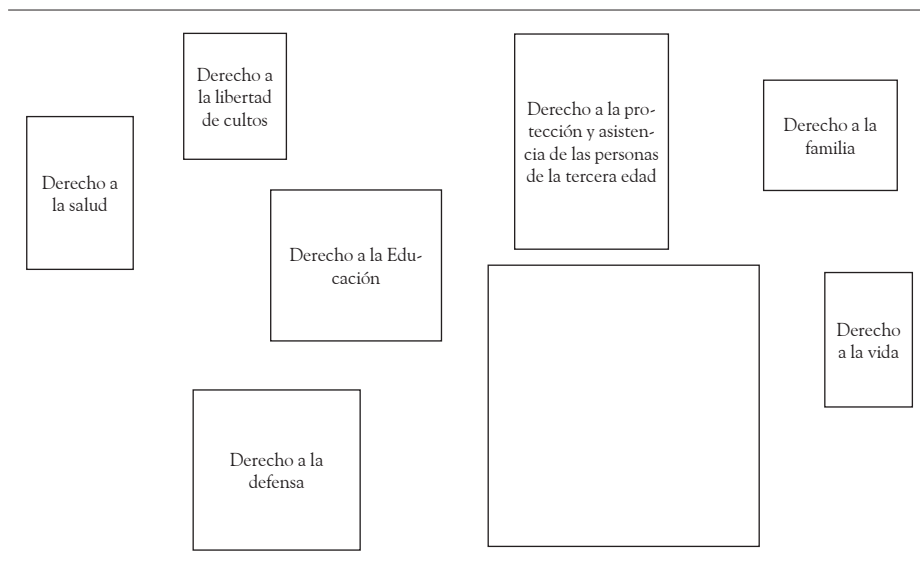 Derecho a
la libertad
de cultos
Derecho a la pro-
tección y asisten-
cia de las personas
de la tercera edad
Derecho a la
familia
Derecho a
la salud
Derecho a la Edu-
cación
Derecho
a la vida
Derecho a la
defensa